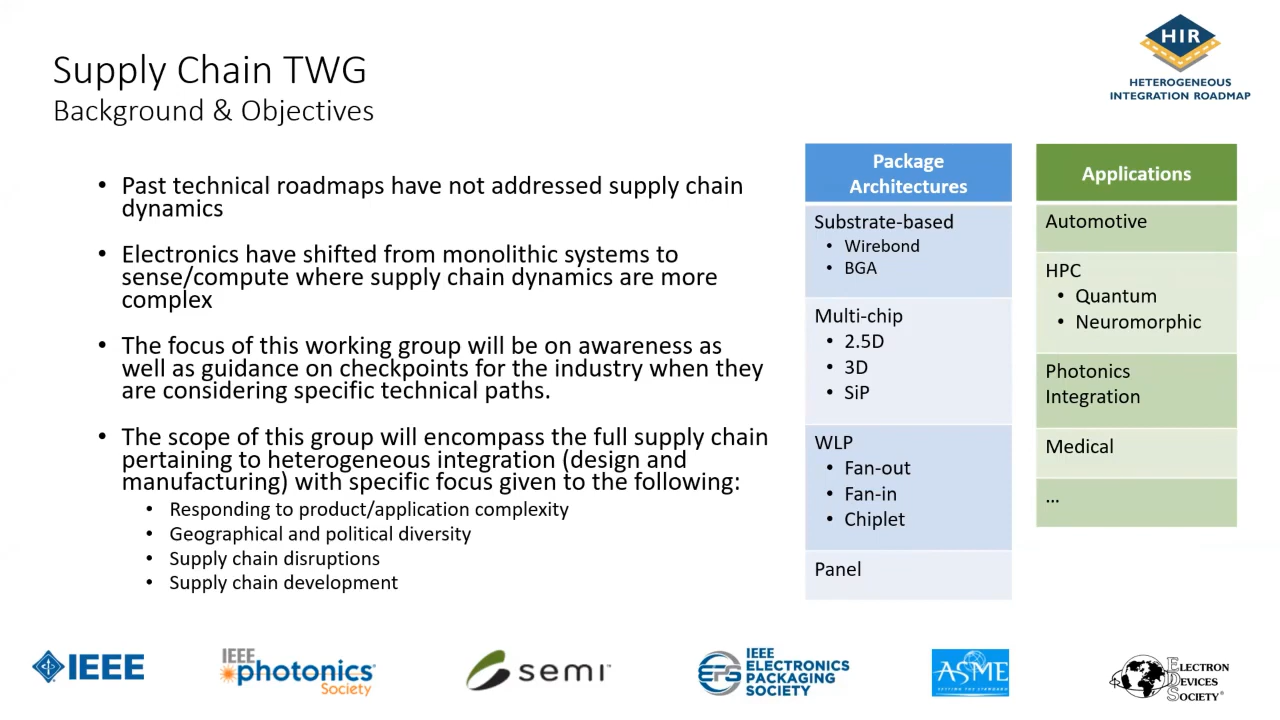 Supply Chain TWG
Background & Objectives
HIR
HETEROGENEOUS
INTEGRATION ROADMAP
• Past technical roadmaps have not addressed supply chain
dynamics
• Electronics have shifted from monolithic systems to
sense/compute where supply chain dynamics are more
complex
• The focus of this working group will be on awareness as
well as guidance on checkpoints for the industry when they
are considering specific technical paths.
• The scope of this group will encompass the full supply chain
pertaining to heterogeneous integration (design and
manufacturing) with specific focus given to the following:
• Responding to product/application complexity
• Geographical and political diversity
• Supply chain disruptions
• Supply chain development
Package
Architectures
Substrate-based
• Wirebond
• BGA
Multi-chip
• 2.5D
• 3D
• SiP
WLP
• Fan-out
• Fan-in
• Chiplet
Panel
Applications
Automotive
HPC
• Quantum
• Neuromorphic
Photonics
Integration
Medical
...
IEEE
IEEE
photonics
Society
semi™
EPS
IEEE
ELECTRONICS
PACKAGING
SOCIETY
ASME
SETTING THE STANDARD
ELECTRON
DEVICES
SOCIETY®